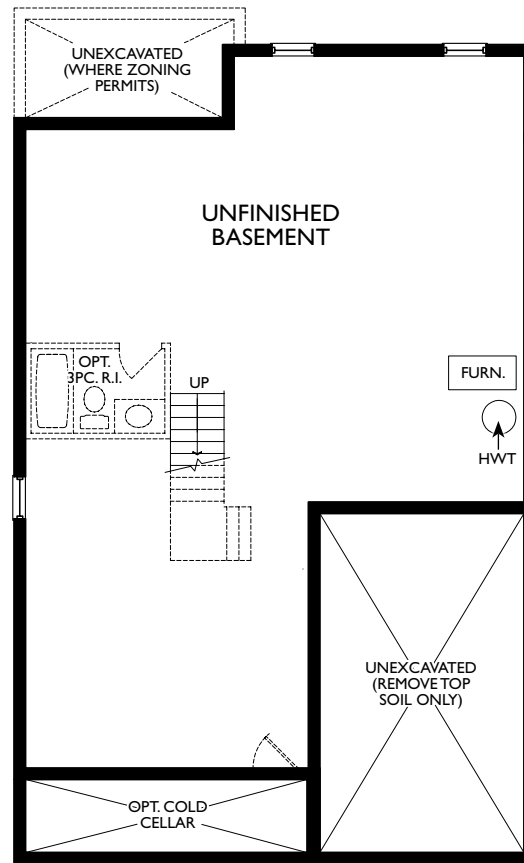 UNEXCAVATED
(WHERE ZONING
PERMITS)
UNFINISHED
BASEMENT
OPT.
3PC. R.I.
UP
FURN.
HWT
UNEXCAVATED
(REMOVE TOP
SOIL ONLY)
OPT. COLD
CELLAR